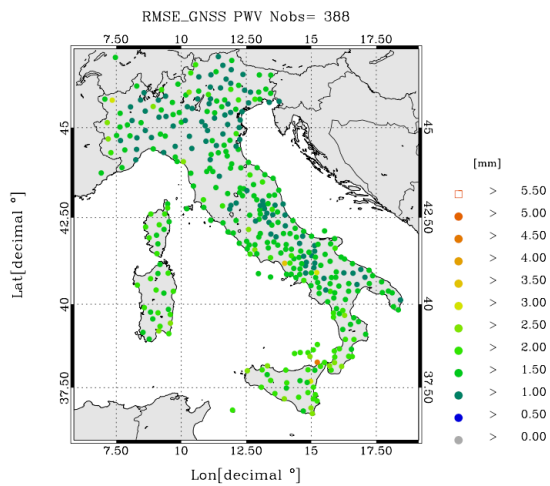 RMSE_GNSS PWV Nobs= 388
7.50 10 12.50 15 17.50
45 45
42.50 42.50
40 40
37.50 37.50
7.50 10 12.50 15 17.50
Lat[decimal °]
Lon[decimal °]
[mm]
> 5.50
> 5.00
> 4.50
> 4.00
> 3.50
> 3.00
> 2.50
> 2.00
> 1.50
> 1.00
> 0.50
> 0.00